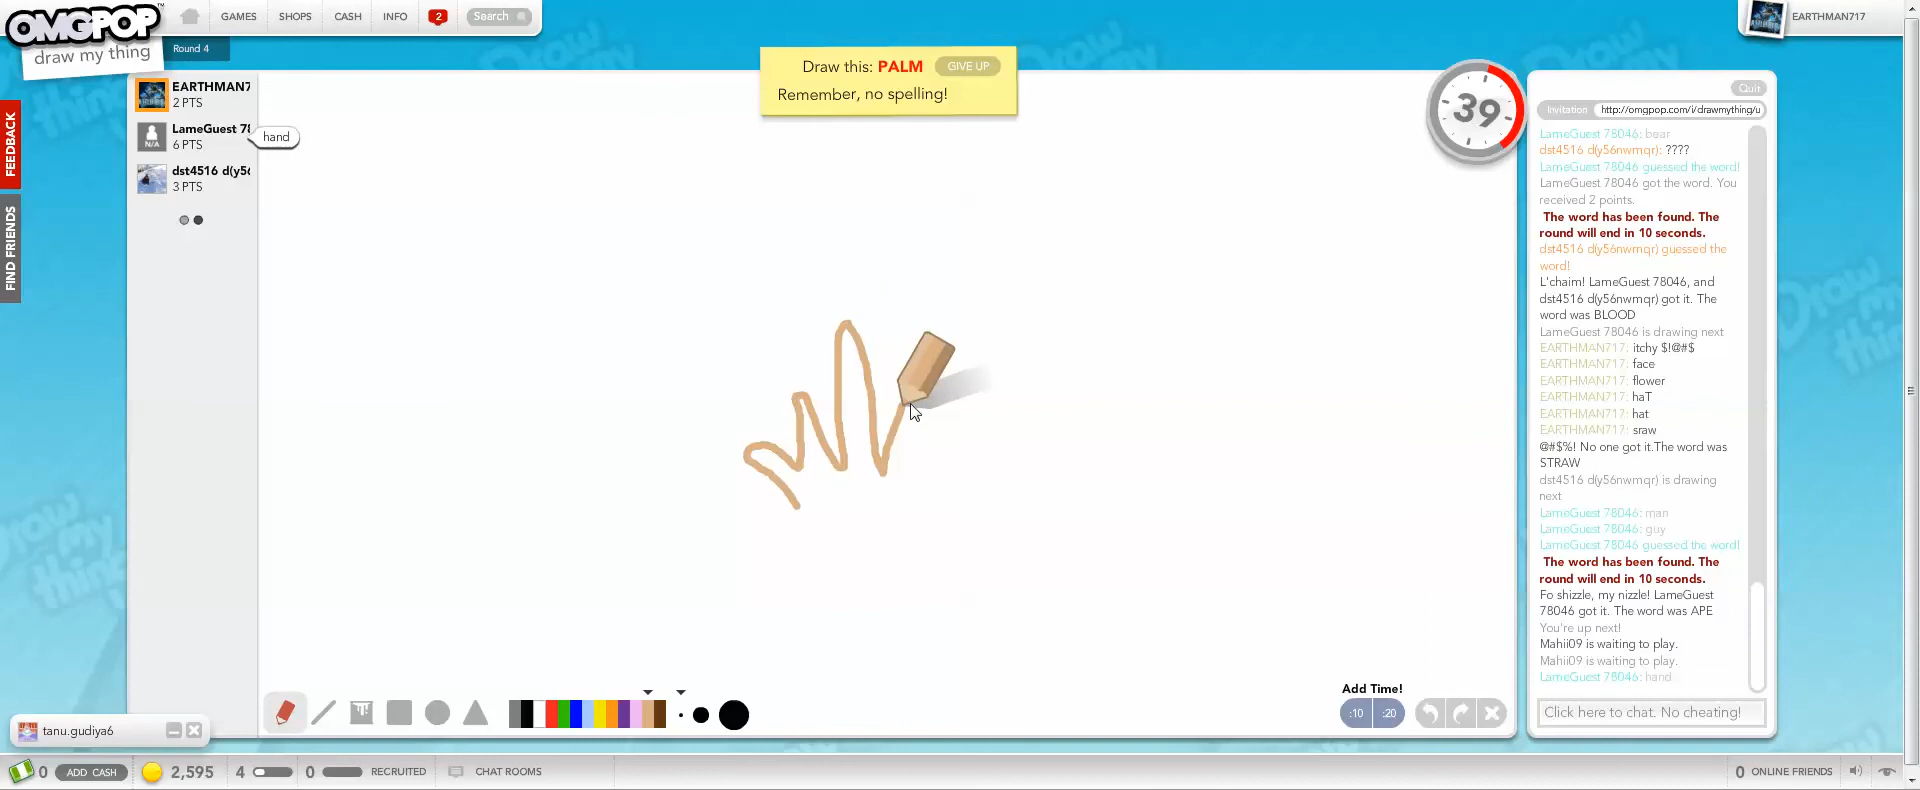 OMGPOP
draw my thing
GAMES
SHOPS
CASH
INFO
2
Search
EARTHMAN717
Round 4
FEEDBACK
FIND FRIENDS
EARTHMAN7
2 PTS
LameGuest 78
6 PTS
N/A
hand
dst4516 d(y56
3 PTS
Draw this: PALM
GIVE UP
Remember, no spelling!
39
Quit
Invitation
http://omgpop.com/i/drawmything/u
LameGuest 78046: bear
dst4516 d(y56nwmqr): ????
LameGuest 78046 guessed the word!
LameGuest 78046 got the word. You
received 2 points.
The word has been found. The
round will end in 10 seconds.
dst4516 d(y56nwmqr) guessed the
word!
L'chaim! LameGuest 78046, and
dst4516 d(y56nwmqr) got it. The
word was BLOOD
LameGuest 78046 is drawing next
EARTHMAN717: itchy $!@#$
EARTHMAN717: face
EARTHMAN717: flower
EARTHMAN717: haT
EARTHMAN717: hat
EARTHMAN717: sraw
@#$%! No one got it.The word was
STRAW
dst4516 d(y56nwmqr) is drawing
next
LameGuest 78046: man
LameGuest 78046: guy
LameGuest 78046 guessed the word!
The word has been found. The
round will end in 10 seconds.
Fo shizzle, my nizzle! LameGuest
78046 got it. The word was APE
You're up next!
Mahii09 is waiting to play.
Mahii09 is waiting to play.
LameGuest 78046: hand
Click here to chat. No cheating!
Add Time!
:10
:20
tanu.gudiya6
0
ADD CASH
2,595
4
0
RECRUITED
CHAT ROOMS
0 ONLINE FRIENDS